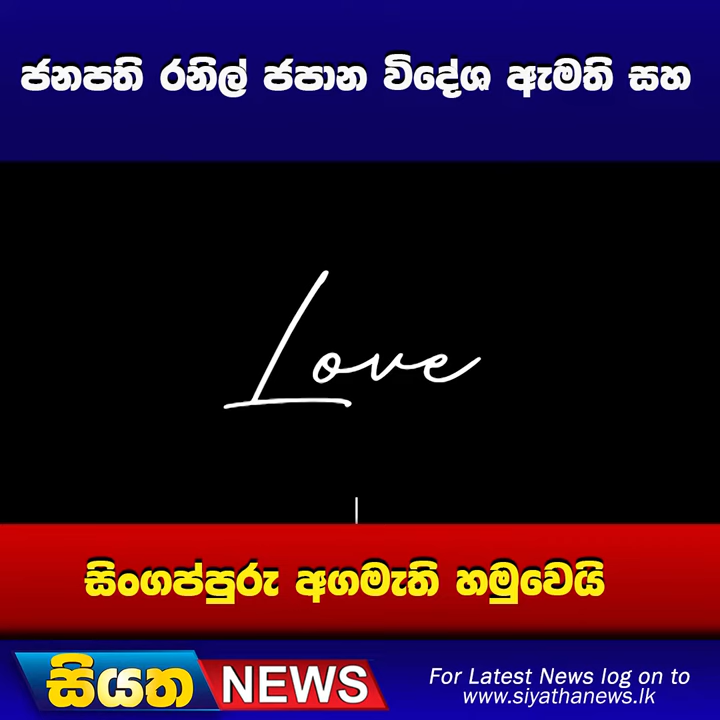 ජනපති රනිල් ජපාන විදේශ ඇමති සහ
Love
සිංගප්පූරු අගමැති හමුවෙයි
සියත NEWS
For Latest News log on to
www.siyathanews.lk